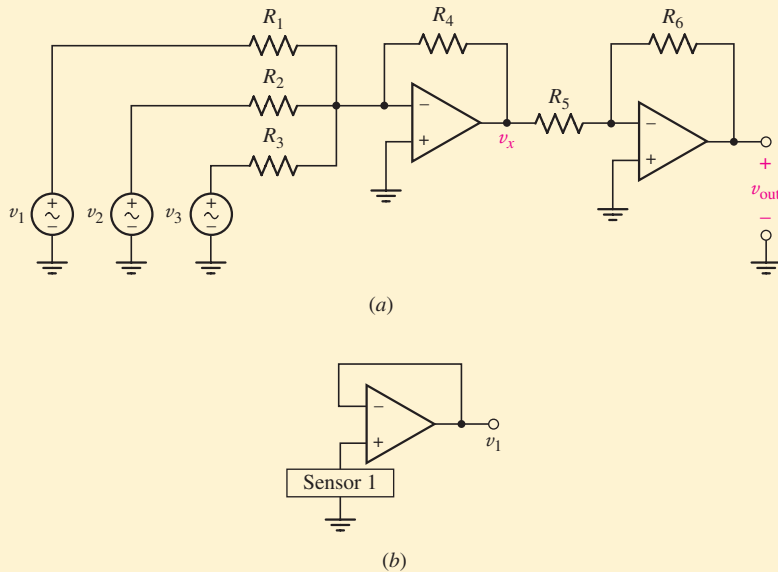 R1
R4
R6
R2
R5
R3
−
+
vx
−
+
+
vout
−
v1
+
−
v2
+
−
v3
+
−
(a)
−
+
v1
Sensor 1
(b)